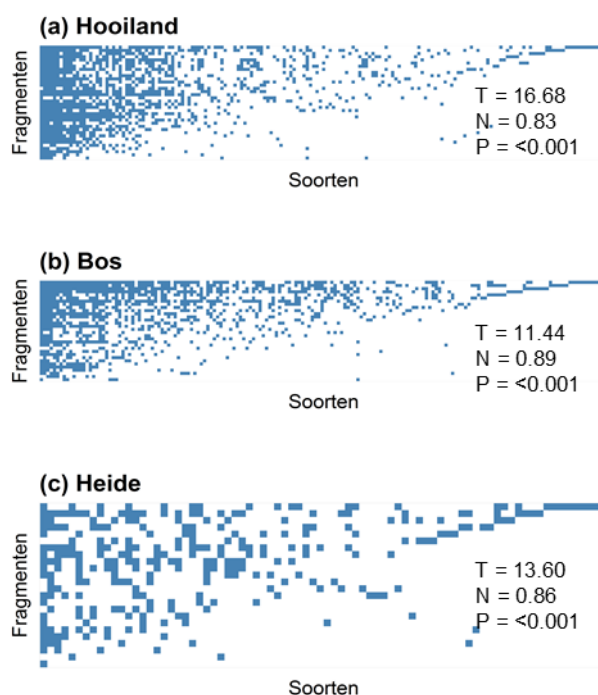 (a) Hooiland
Fragmenten
T = 16.68
N = 0.83
P = <0.001
Soorten
(b) Bos
Fragmenten
T = 11.44
N = 0.89
P = <0.001
Soorten
(c) Heide
Fragmenten
T = 13.60
N = 0.86
P = <0.001
Soorten